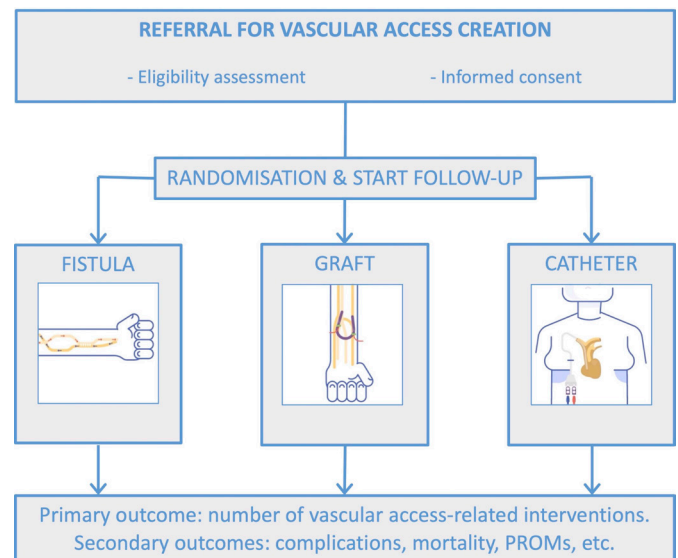 REFERRAL FOR VASCULAR ACCESS CREATION
- Eligibility assessment - Informed consent
RANDOMISATION & START FOLLOW-UP
FISTULA GRAFT CATHETER
Primary outcome: number of vascular access-related interventions.
Secondary outcomes: complications, mortality, PROMs, etc.